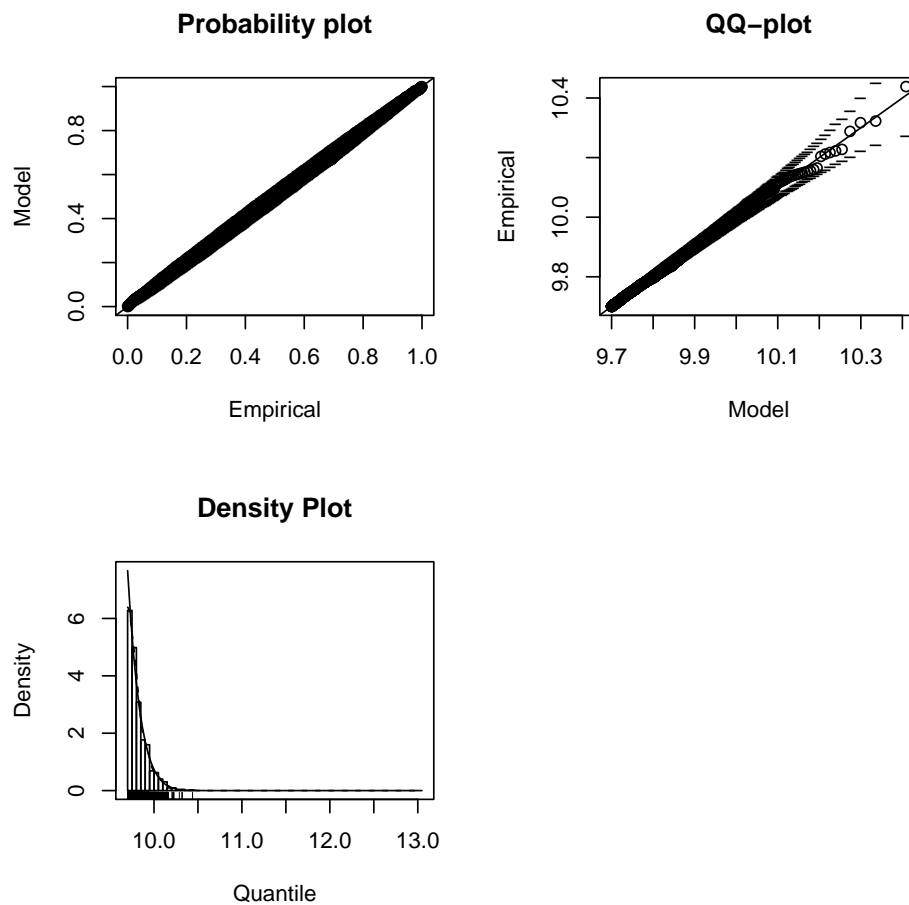 Probability plot
Model
0.0 0.4 0.8
0.0 0.2 0.4 0.6 0.8 1.0
Empirical
QQ−plot
Empirical
9.8 10.0 10.4
9.7 9.9 10.1 10.3
Model
Density Plot
Density
0 2 4 6
10.0 11.0 12.0 13.0
Quantile